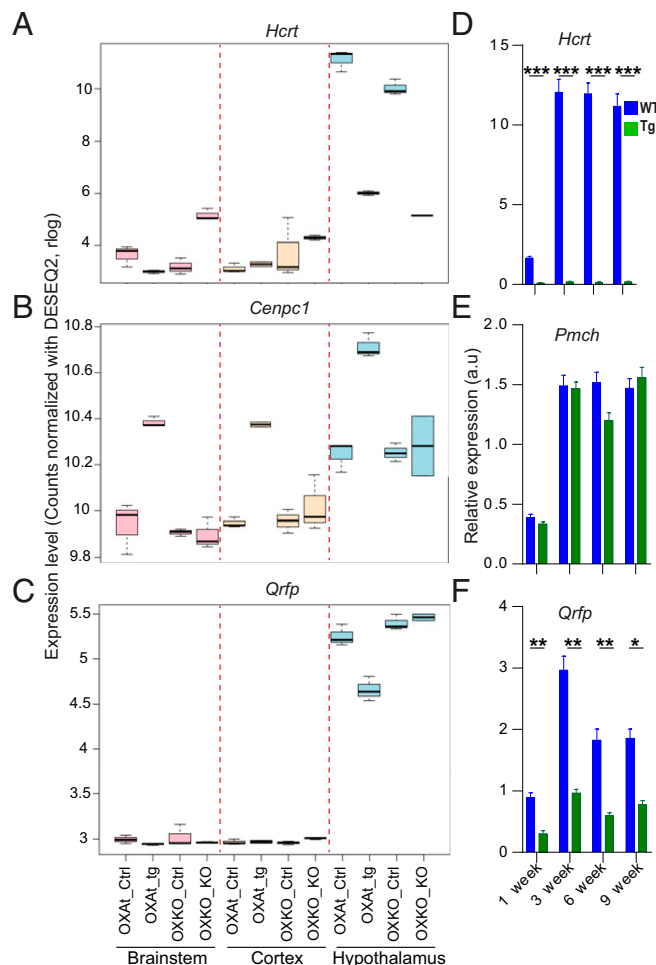 A
Hcrt
10
8
6
4
B
Cenpc1
10.8
10.6
10.4
10.2
10
9.8
C
Qrfp
5.5
5
4.5
4
3.5
3
Expression level (Counts normalized with DESEQ2, rlog)
OXAt_Ctrl
OXAt_tg
OXKO_Ctrl
OXKO_KO
OXAt_Ctrl
OXAt_tg
OXKO_Ctrl
OXKO_KO
OXAt_Ctrl
OXAt_tg
OXKO_Ctrl
OXKO_KO
Brainstem
Cortex
Hypothalamus
D
Hcrt
15
12
9
6
3
0
*** *** *** ***
WT
Tg
E
Pmch
2.0
1.5
1.0
0.5
0.0
Relative expression (a.u)
F
Qrfp
4
3
2
1
0
** ** ** *
1 week
3 week
6 week
9 week